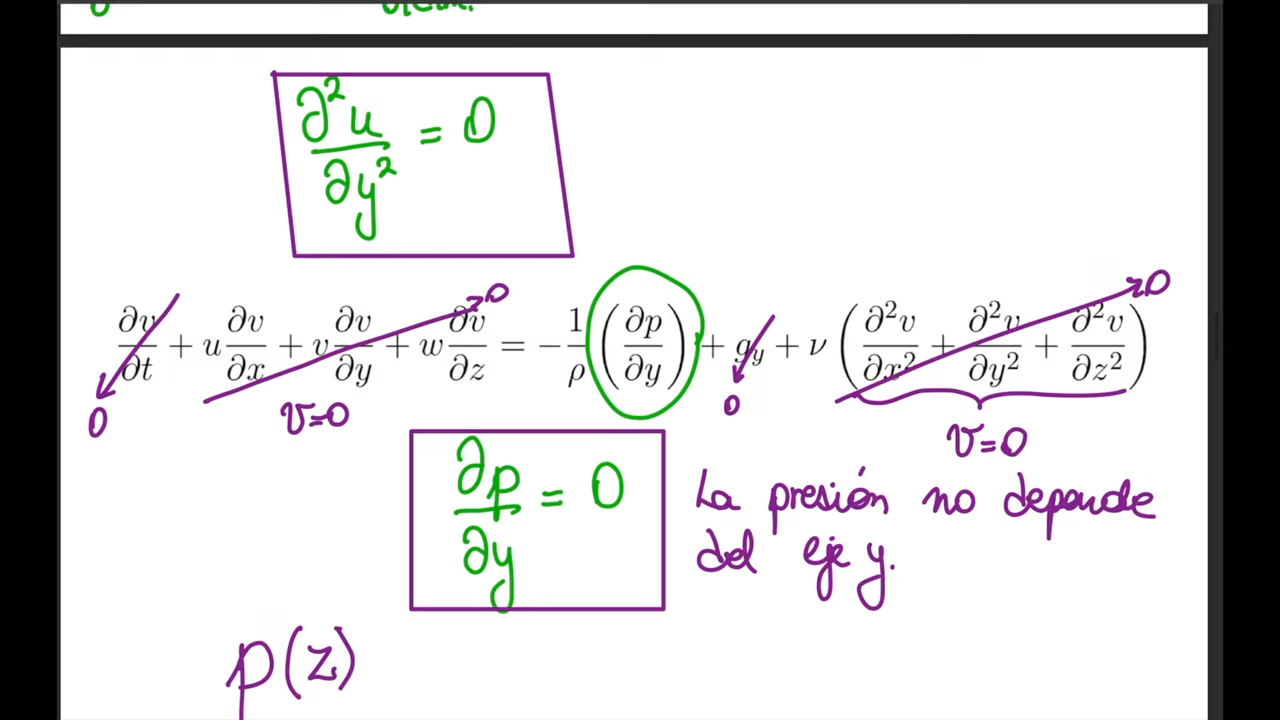 ∂²u/∂y² = 0
∂v/∂t + u ∂v/∂x + v ∂v/∂y + w ∂v/∂z = −1/ρ (∂p/∂y) + g_y + ν (∂²v/∂x² + ∂²v/∂y² + ∂²v/∂z²)
0 0 0 0
v=0 v=0
∂p/∂y = 0
La presión no depende
del eje y.
p(z)